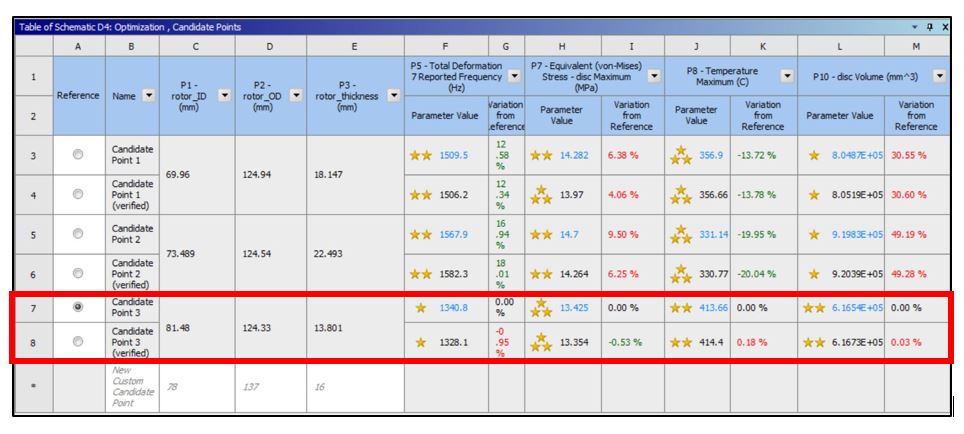 Table of Schematic D4: Optimization , Candidate Points
A B C D E F G H I J K L M
1 Reference Name P1 - rotor_ID (mm) P2 - rotor_OD (mm) P3 - rotor_thickness (mm) P5 - Total Deformation 7 Reported Frequency (Hz) P7 - Equivalent (von-Mises) Stress - disc Maximum (MPa) P8 - Temperature Maximum (C) P10 - disc Volume (mm^3)
2 Parameter Value Variation from Reference Parameter Value Variation from Reference Parameter Value Variation from Reference Parameter Value Variation from Reference
3 Candidate Point 1 69.96 124.94 18.147 1509.5 12.58 % 14.282 6.38 % 356.9 -13.72 % 8.0487E+05 30.55 %
4 Candidate Point 1 (verified) 1506.2 12.34 % 13.97 4.06 % 356.66 -13.78 % 8.0519E+05 30.60 %
5 Candidate Point 2 73.489 124.54 22.493 1567.9 16.94 % 14.7 9.50 % 331.14 -19.95 % 9.1983E+05 49.19 %
6 Candidate Point 2 (verified) 1582.3 18.01 % 14.264 6.25 % 330.77 -20.04 % 9.2039E+05 49.28 %
7 Candidate Point 3 81.48 124.33 13.801 1340.8 0.00 % 13.425 0.00 % 413.66 0.00 % 6.1654E+05 0.00 %
8 Candidate Point 3 (verified) 1328.1 -0.95 % 13.354 -0.53 % 414.4 0.18 % 6.1673E+05 0.03 %
* New Custom Candidate Point 78 137 16